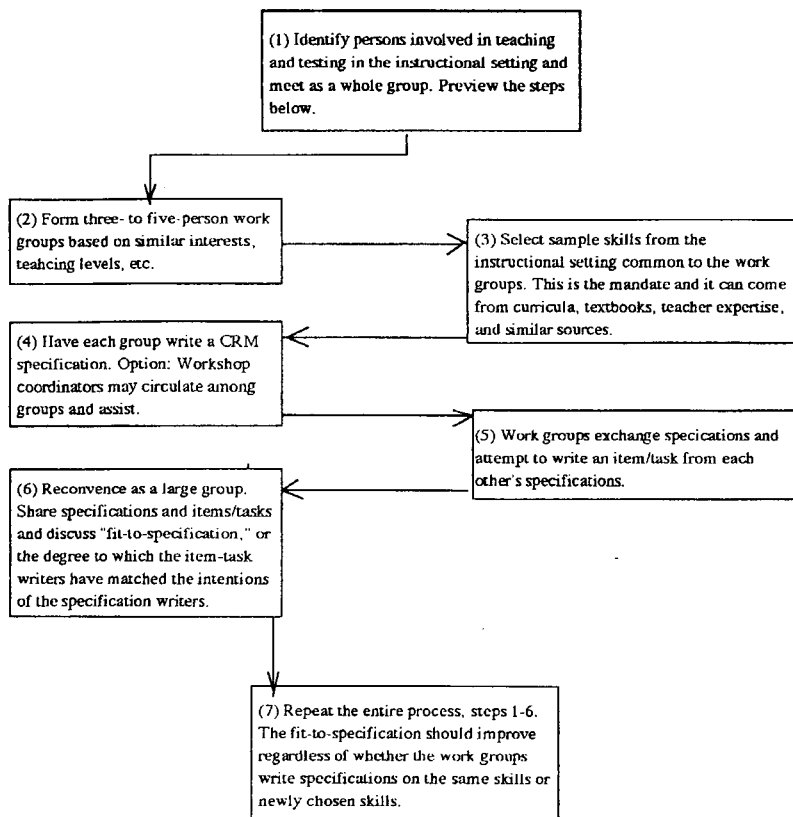 (1) Identify persons involved in teaching
and testing in the instructional setting and
meet as a whole group. Preview the steps
below.
(2) Form three- to five-person work
groups based on similar interests,
teahcing levels, etc.
(3) Select sample skills from the
instructional setting common to the work
groups. This is the mandate and it can come
from curricula, textbooks, teacher expertise,
and similar sources.
(4) Have each group write a CRM
specification. Option: Workshop
coordinators may circulate among
groups and assist.
(5) Work groups exchange specications and
attempt to write an item/task from each
other's specifications.
(6) Reconvence as a large group.
Share specifications and items/tasks
and discuss "fit-to-specification," or
the degree to which the item-task
writers have matched the intentions
of the specification writers.
(7) Repeat the entire process, steps 1-6.
The fit-to-specification should improve
regardless of whether the work groups
write specifications on the same skills or
newly chosen skills.